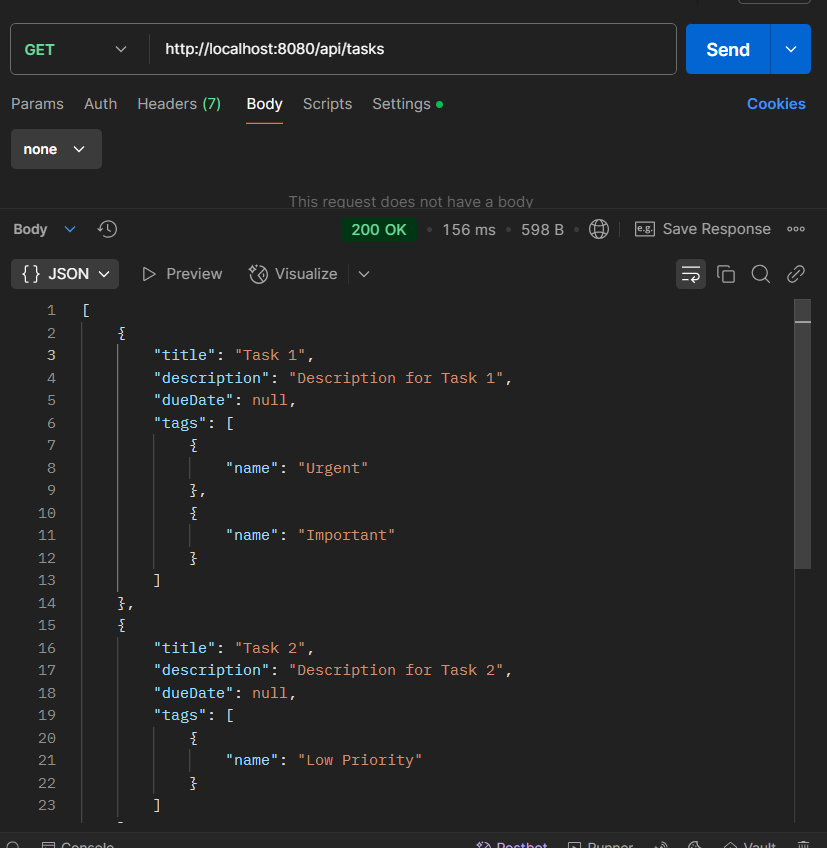 GET http://localhost:8080/api/tasks Send
Params Auth Headers (7) Body Scripts Settings Cookies
none
This request does not have a body
Body 200 OK • 156 ms • 598 B • e.g. Save Response
{} JSON Preview Visualize
1 [
2 {
3 "title": "Task 1",
4 "description": "Description for Task 1",
5 "dueDate": null,
6 "tags": [
7 {
8 "name": "Urgent"
9 },
10 {
11 "name": "Important"
12 }
13 ]
14 },
15 {
16 "title": "Task 2",
17 "description": "Description for Task 2",
18 "dueDate": null,
19 "tags": [
20 {
21 "name": "Low Priority"
22 }
23 ]
Console Postbot Runner Vault